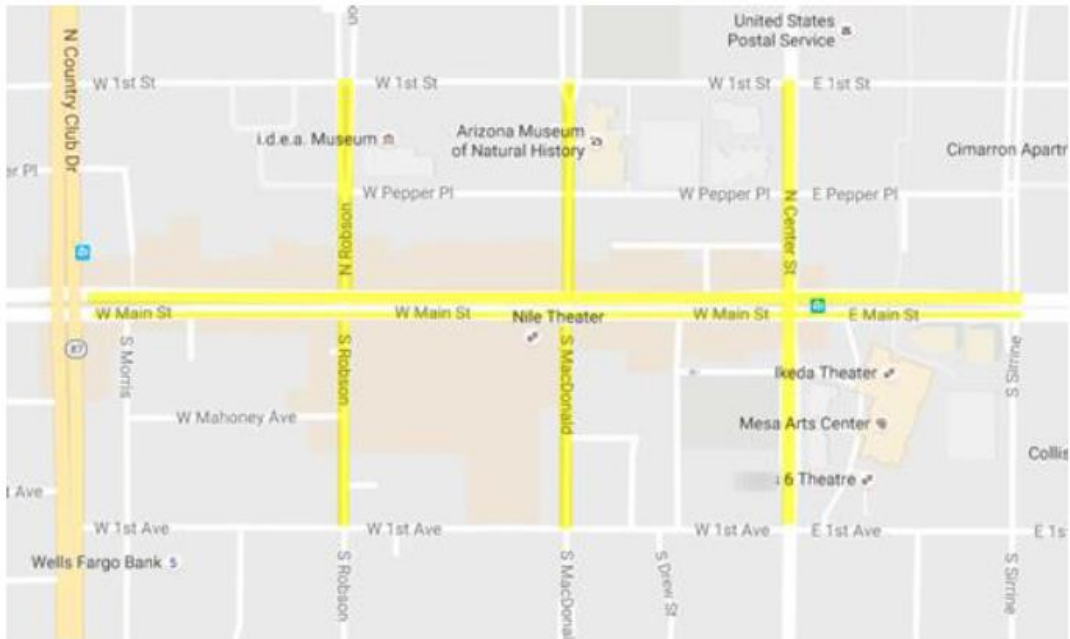 on
United States
Postal Service
N Country Club Dr
W 1st St
W 1st St
W 1st St
E 1st St
i.d.e.a. Museum
Arizona Museum
of Natural History
Cimarron Apartr
er Pl
W Pepper Pl
W Pepper Pl
E Pepper Pl
N Robson
N Center St
W Main St
W Main St
Nile Theater
W Main St
E Main St
87
S Morris
S Robson
S MacDonald
S Sirrine
Ikeda Theater
W Mahoney Ave
Mesa Arts Center
Collis
6 Theatre
t Ave
W 1st Ave
W 1st Ave
W 1st Ave
E 1st Ave
E 1s
Wells Fargo Bank
S Robson
S MacDonal
S Drew St
S Sirrine